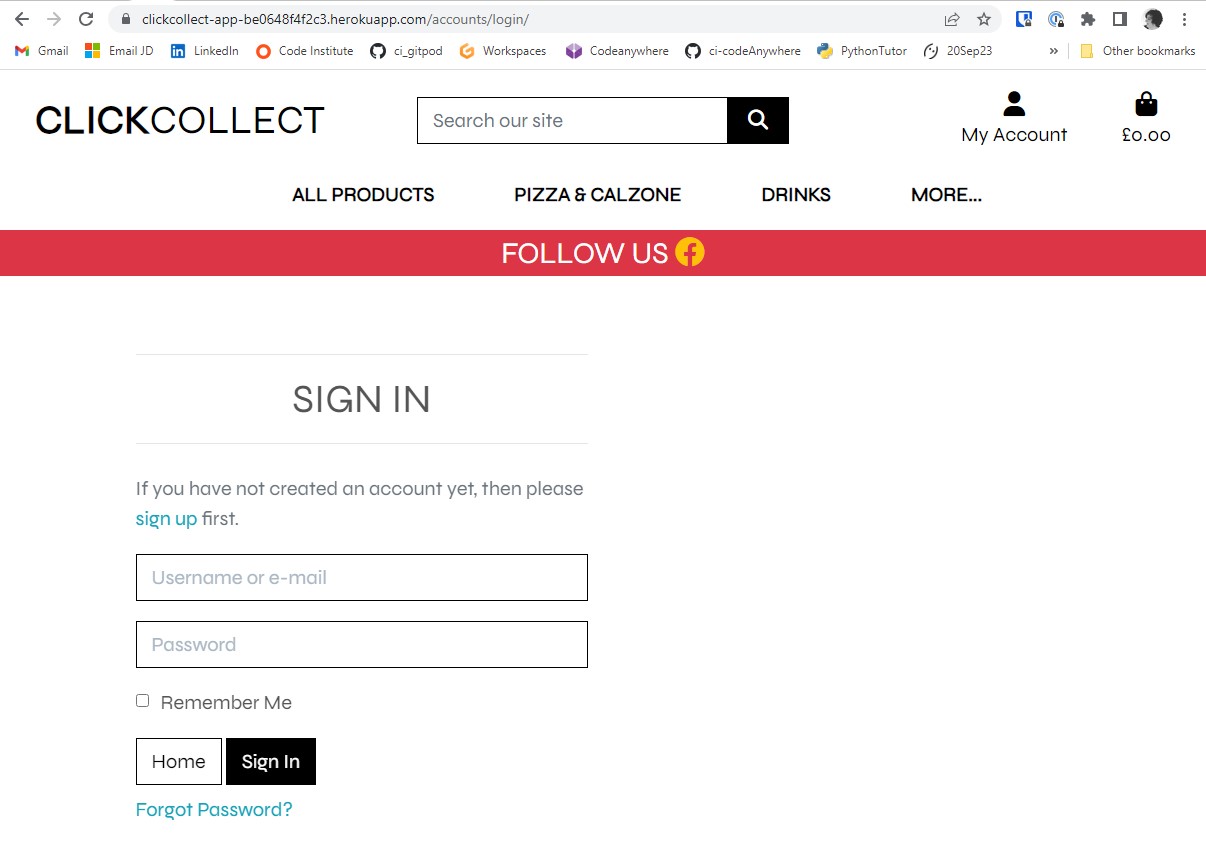 clickcollect-app-be0648f4f2c3.herokuapp.com/accounts/login/
Gmail Email JD LinkedIn Code Institute ci_gitpod Workspaces Codeanywhere ci-codeAnywhere PythonTutor 20Sep23 » Other bookmarks
CLICKCOLLECT
Search our site
My Account
£0.00
ALL PRODUCTS PIZZA & CALZONE DRINKS MORE...
FOLLOW US
SIGN IN
If you have not created an account yet, then please
sign up first.
Username or e-mail
Password
Remember Me
Home Sign In
Forgot Password?